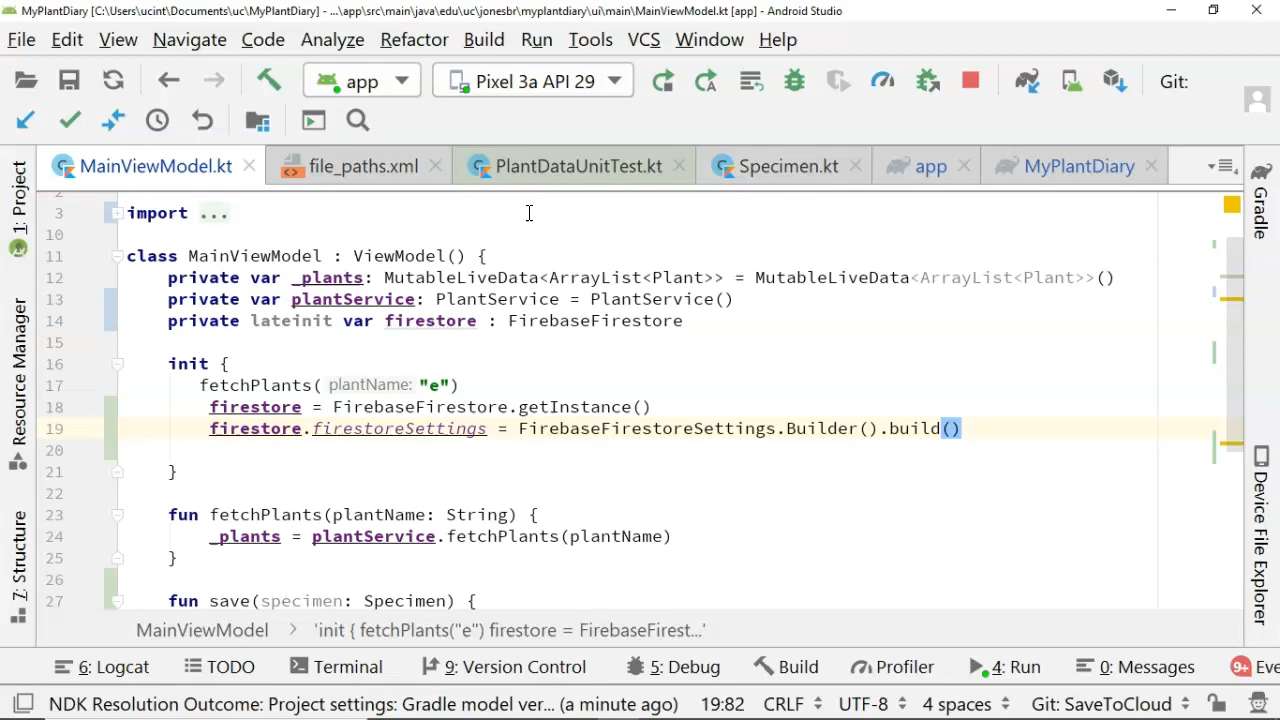 MyPlantDiary [C:\Users\ucint\Documents\uc\MyPlantDiary] - ...\app\src\main\java\edu\uc\jonesbr\myplantdiary\ui\main\MainViewModel.kt [app] - Android Studio
File Edit View Navigate Code Analyze Refactor Build Run Tools VCS Window Help
app Pixel 3a API 29 Git:
MainViewModel.kt file_paths.xml PlantDataUnitTest.kt Specimen.kt app MyPlantDiary
1: Project
Resource Manager
7: Structure
Gradle
Device File Explorer
2
3 import ...
10
11 class MainViewModel : ViewModel() {
12 private var _plants: MutableLiveData<ArrayList<Plant>> = MutableLiveData<ArrayList<Plant>>()
13 private var plantService: PlantService = PlantService()
14 private lateinit var firestore : FirebaseFirestore
15
16 init {
17 fetchPlants( plantName: "e")
18 firestore = FirebaseFirestore.getInstance()
19 firestore.firestoreSettings = FirebaseFirestoreSettings.Builder().build()
20
21 }
22
23 fun fetchPlants(plantName: String) {
24 _plants = plantService.fetchPlants(plantName)
25 }
26
27 fun save(specimen: Specimen) {
MainViewModel > 'init { fetchPlants("e") firestore = FirebaseFirest...'
6: Logcat TODO Terminal 9: Version Control 5: Debug Build Profiler 4: Run 0: Messages 9+ Eve
NDK Resolution Outcome: Project settings: Gradle model ver... (a minute ago) 19:82 CRLF UTF-8 4 spaces Git: SaveToCloud